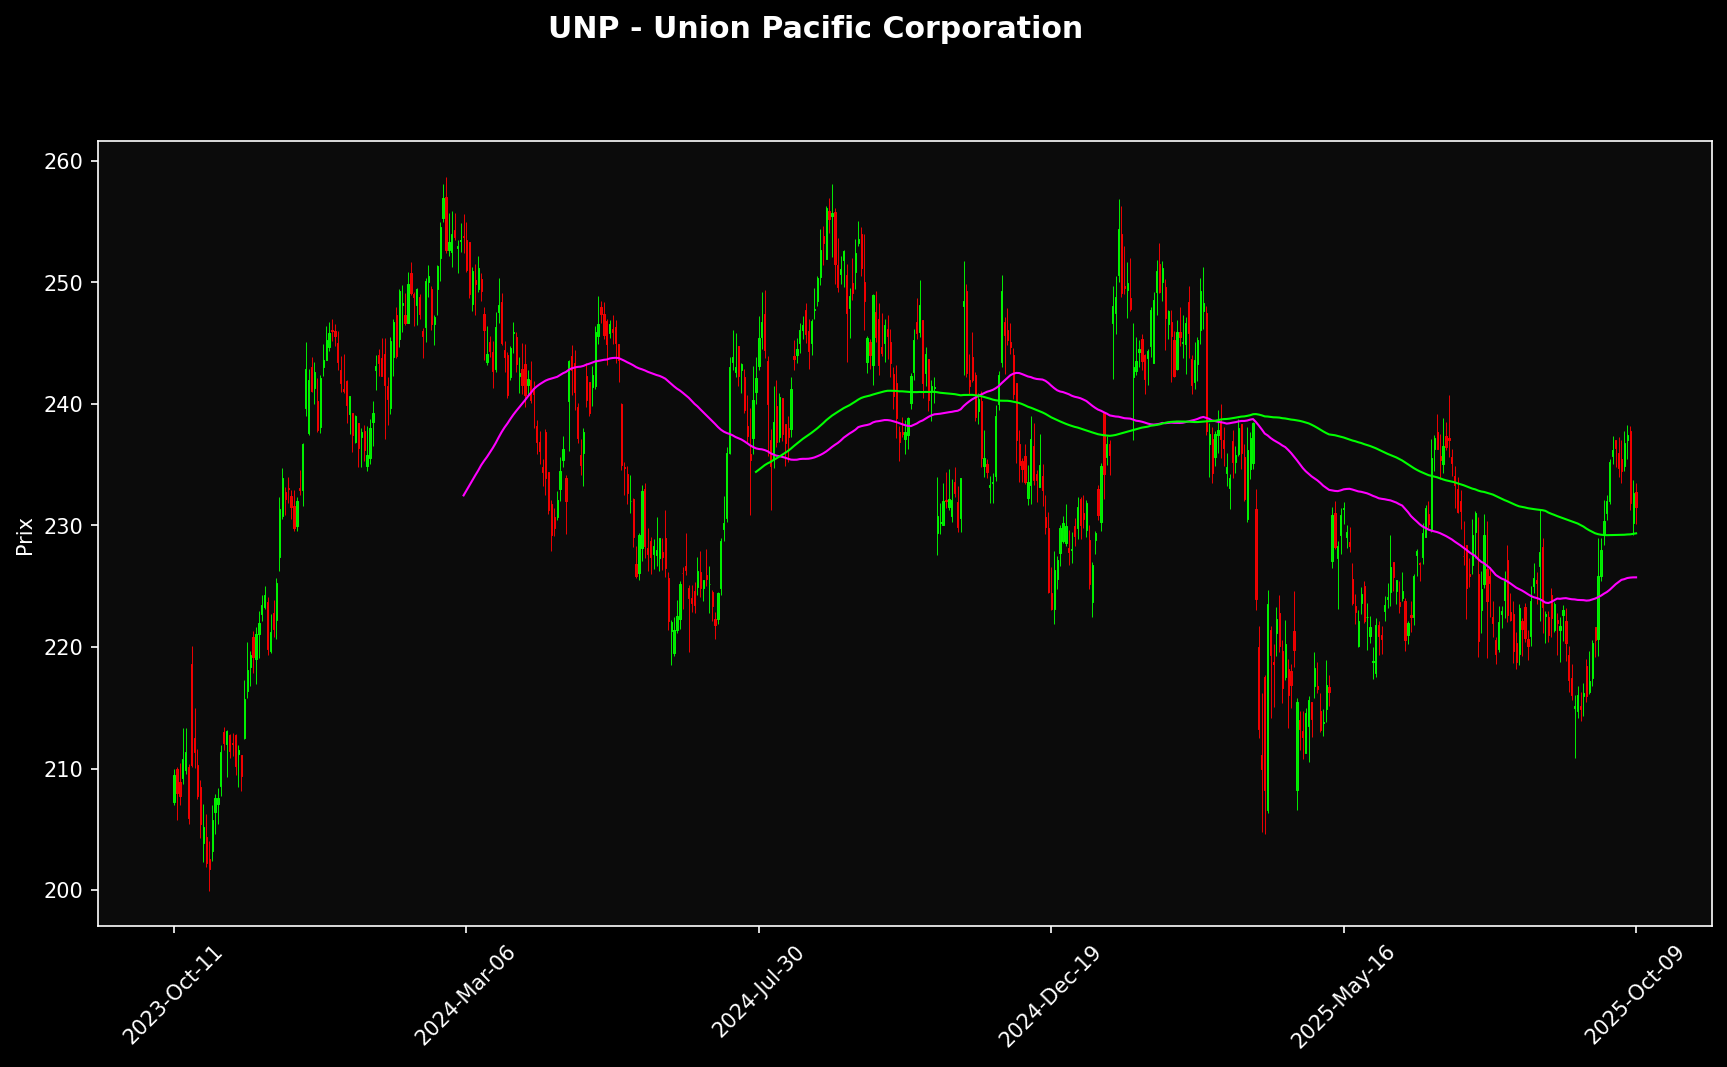 UNP - Union Pacific Corporation
Prix
260
250
240
230
220
210
200
2023-Oct-11
2024-Mar-06
2024-Jul-30
2024-Dec-19
2025-May-16
2025-Oct-09